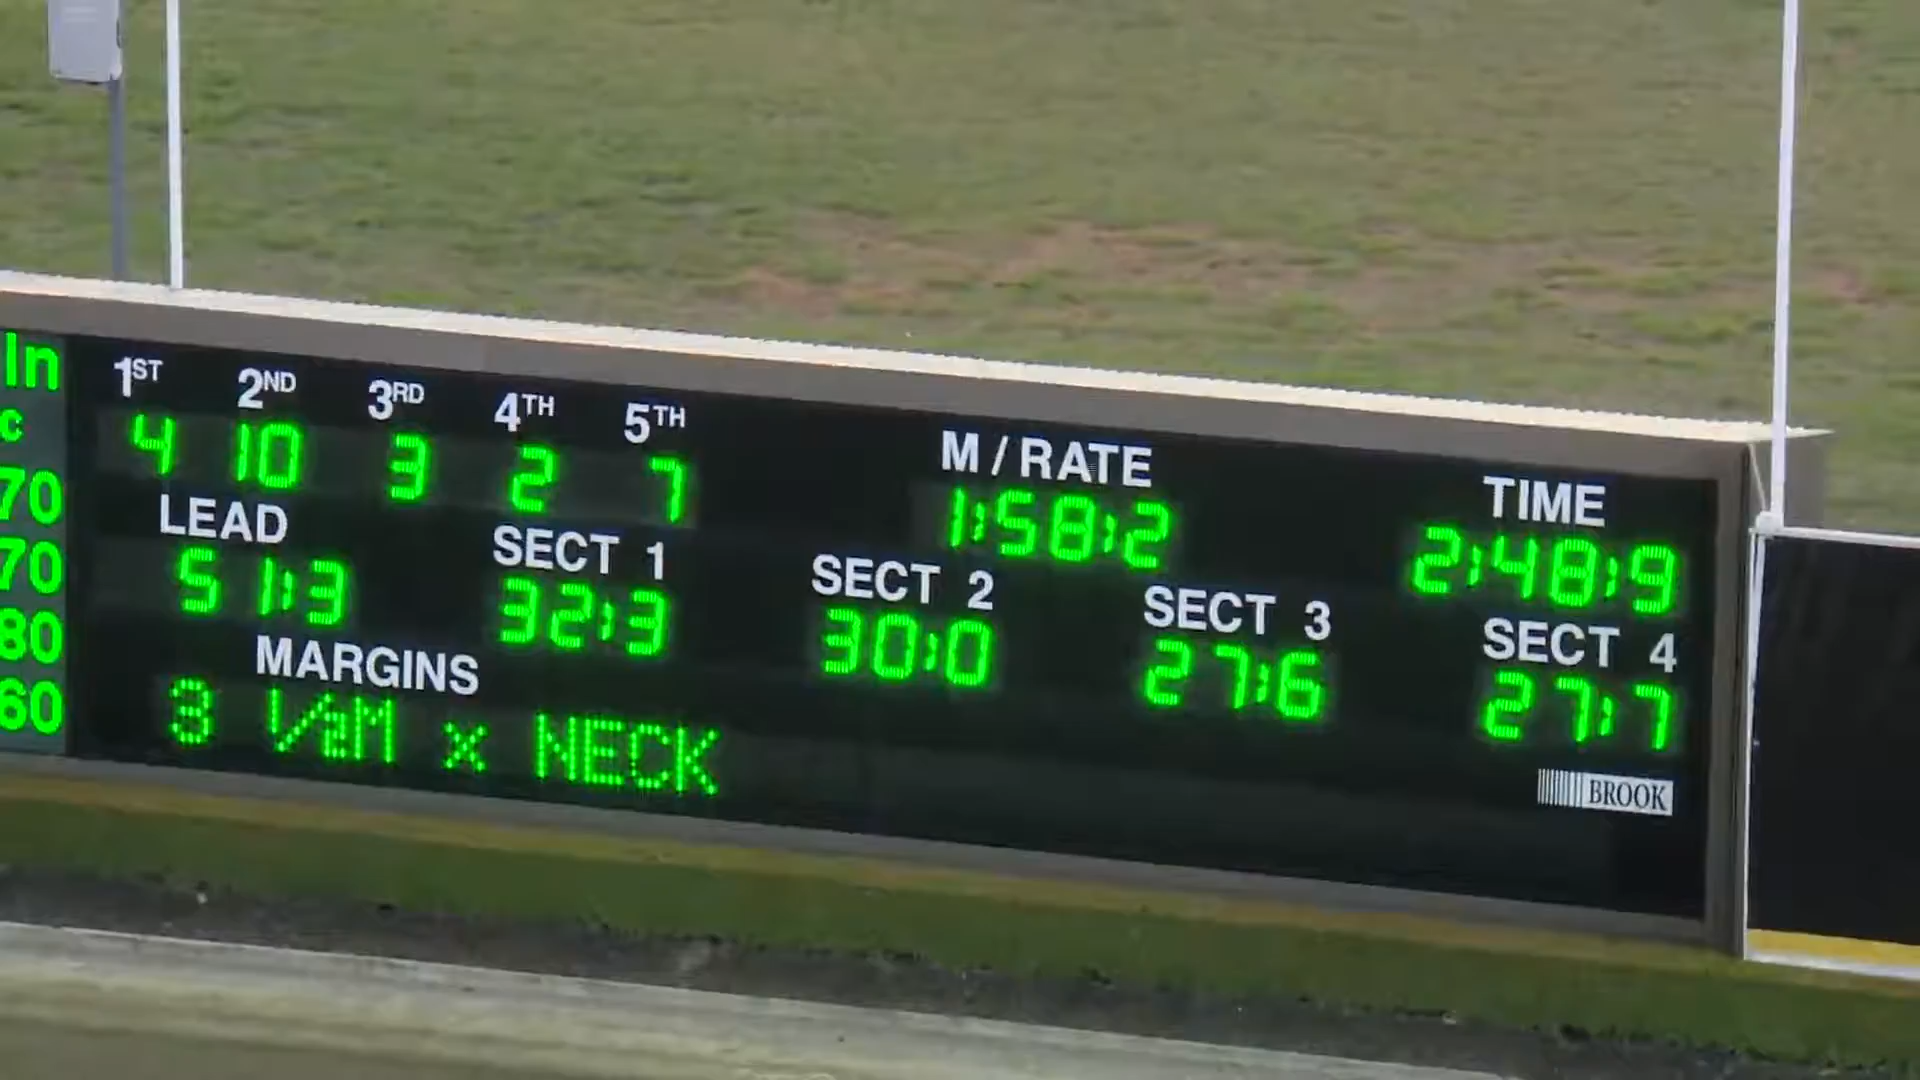 In
c
70
70
80
60
1ST 2ND 3RD 4TH 5TH
4 10 3 2 7
M / RATE
1:58:2
TIME
2:48:9
LEAD
51:3
SECT 1
32:3
SECT 2
30:0
SECT 3
27:6
SECT 4
27:7
MARGINS
3 1/2M x NECK
BROOK